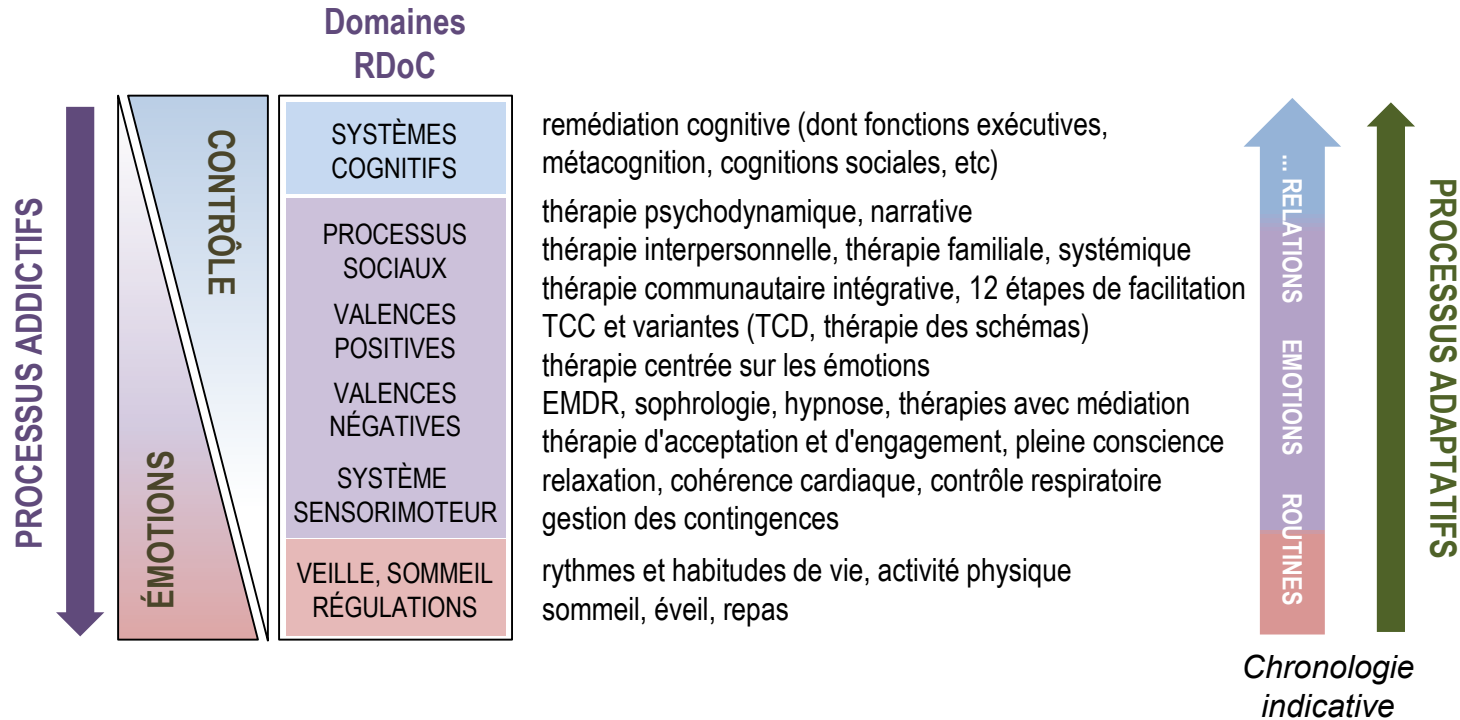 Domaines
RDoC
PROCESSUS ADDICTIFS
CONTRÔLE
ÉMOTIONS
SYSTÈMES
COGNITIFS
PROCESSUS
SOCIAUX
VALENCES
POSITIVES
VALENCES
NÉGATIVES
SYSTÈME
SENSORIMOTEUR
VEILLE, SOMMEIL
RÉGULATIONS
remédiation cognitive (dont fonctions exécutives,
métacognition, cognitions sociales, etc)
thérapie psychodynamique, narrative
thérapie interpersonnelle, thérapie familiale, systémique
thérapie communautaire intégrative, 12 étapes de facilitation
TCC et variantes (TCD, thérapie des schémas)
thérapie centrée sur les émotions
EMDR, sophrologie, hypnose, thérapies avec médiation
thérapie d'acceptation et d'engagement, pleine conscience
relaxation, cohérence cardiaque, contrôle respiratoire
gestion des contingences
rythmes et habitudes de vie, activité physique
sommeil, éveil, repas
... RELATIONS EMOTIONS ROUTINES
PROCESSUS ADAPTATIFS
Chronologie
indicative